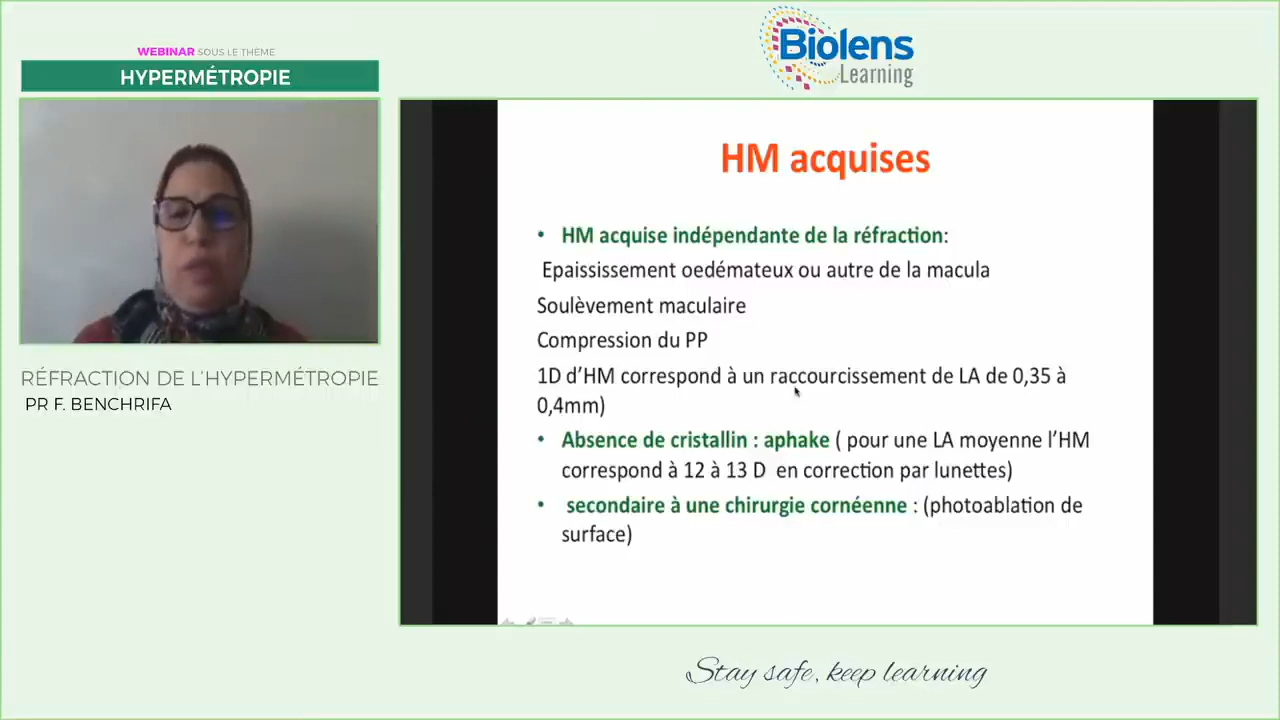 WEBINAR SOUS LE THÈME
HYPERMÉTROPIE
Biolens
Learning
HM acquises
• HM acquise indépendante de la réfraction:
Epaississement oedémateux ou autre de la macula
Soulèvement maculaire
Compression du PP
1D d’HM correspond à un raccourcissement de LA de 0,35 à
0,4mm)
• Absence de cristallin : aphake ( pour une LA moyenne l’HM
correspond à 12 à 13 D en correction par lunettes)
• secondaire à une chirurgie cornéenne : (photoablation de
surface)
RÉFRACTION DE L’HYPERMÉTROPIE
PR F. BENCHRIFA
Stay safe, keep learning